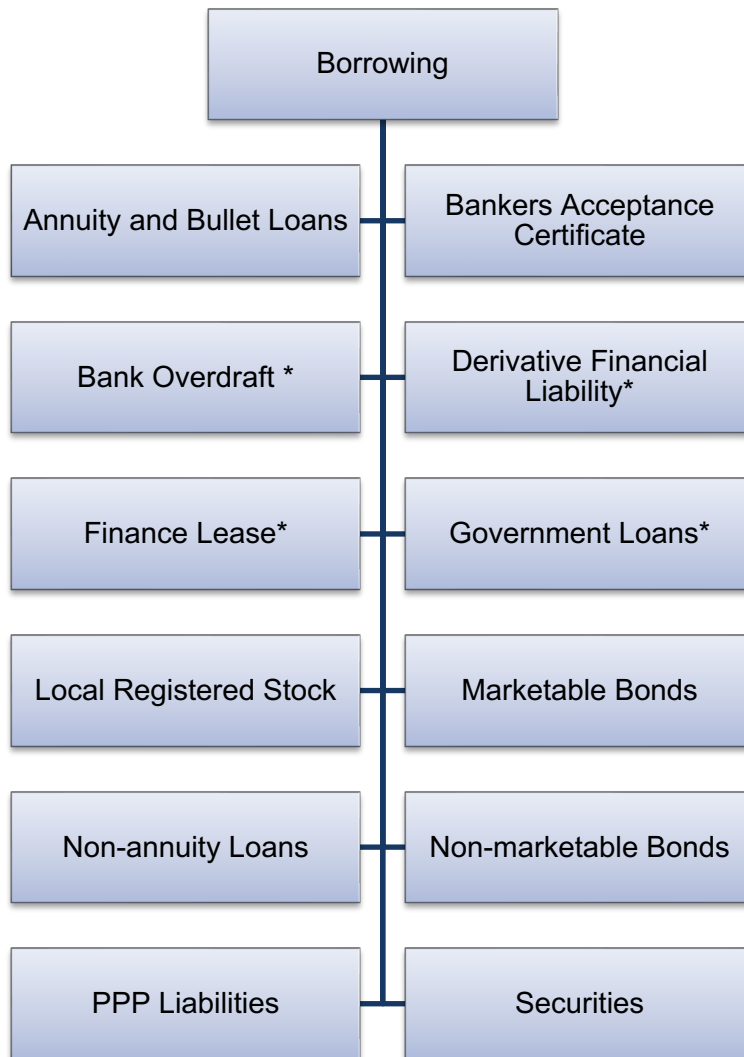 Borrowing
Annuity and Bullet Loans
Bankers Acceptance
Certificate
Bank Overdraft *
Derivative Financial
Liability*
Finance Lease*
Government Loans*
Local Registered Stock
Marketable Bonds
Non-annuity Loans
Non-marketable Bonds
PPP Liabilities
Securities